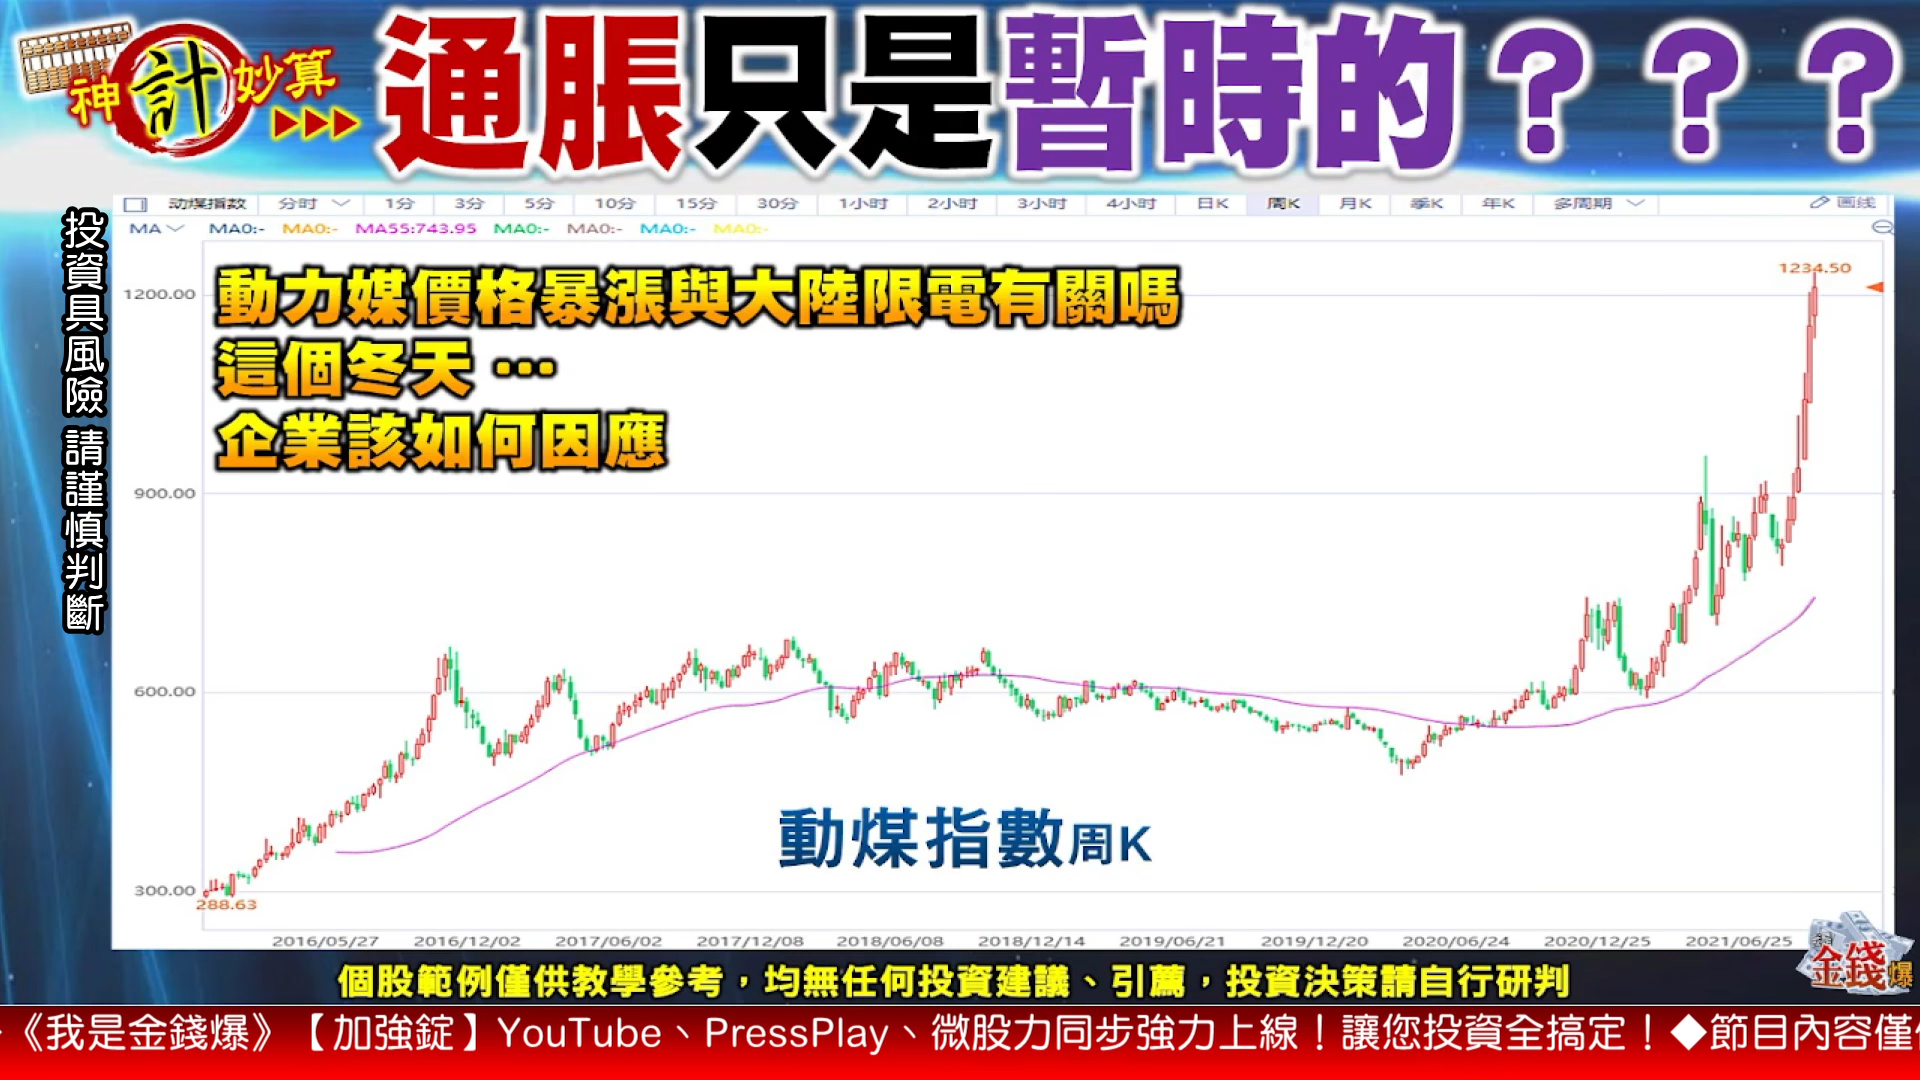 神計妙算
通脹只是暫時的???
投資具風險 請謹慎判斷
动煤指数 分时 1分 3分 5分 10分 15分 30分 1小时 2小时 3小时 4小时 日K 周K 月K 季K 年K 多周期 画线
MA MA0:- MA0:- MA55:743.95 MA0:- MA0:- MA0:- MA0:-
1234.50
1200.00
動力媒價格暴漲與大陸限電有關嗎
這個冬天 …
企業該如何因應
900.00
600.00
動煤指數周K
300.00
288.63
2016/05/27 2016/12/02 2017/06/02 2017/12/08 2018/06/08 2018/12/14 2019/06/21 2019/12/20 2020/06/24 2020/12/25 2021/06/25
金錢爆
個股範例僅供教學參考,均無任何投資建議、引薦,投資決策請自行研判
《我是金錢爆》【加強錠】YouTube、PressPlay、微股力同步強力上線!讓您投資全搞定!◆節目內容僅